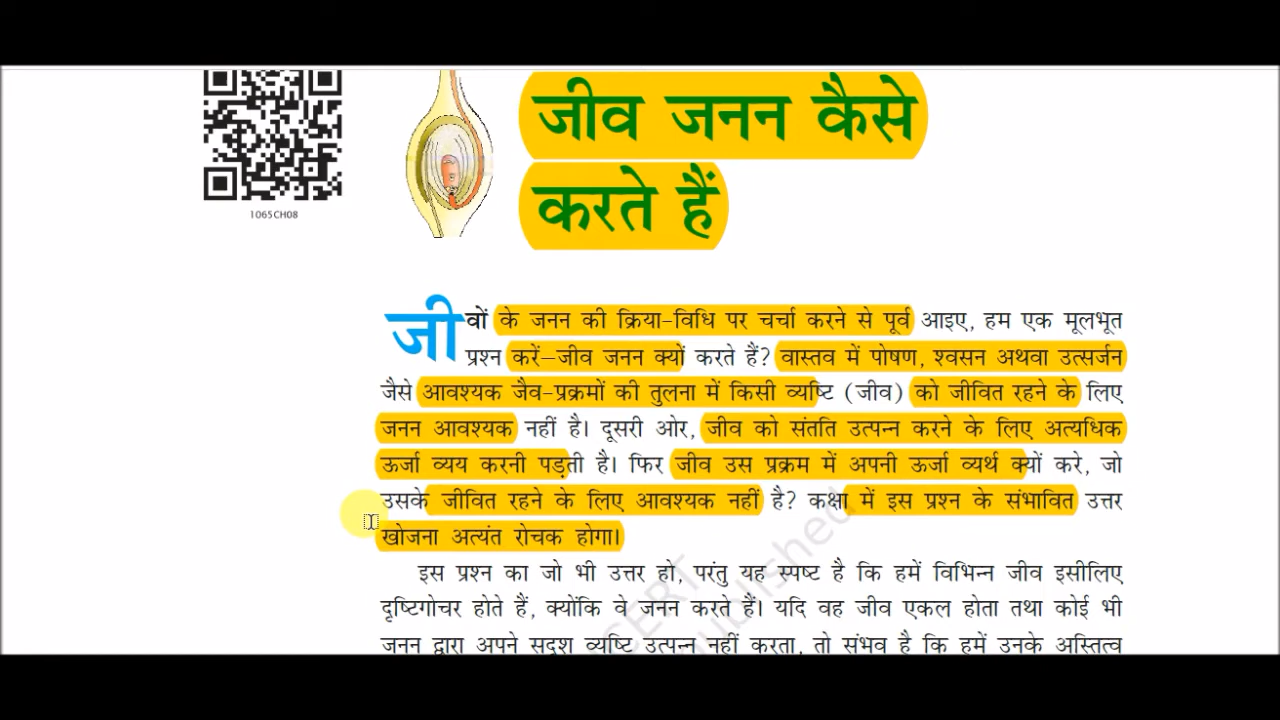 जीव जनन कैसे
करते हैं
1065CH08
जीवों के जनन की क्रिया-विधि पर चर्चा करने से पूर्व आइए, हम एक मूलभूत
प्रश्न करें—जीव जनन क्यों करते हैं? वास्तव में पोषण, श्वसन अथवा उत्सर्जन
जैसे आवश्यक जैव-प्रक्रमों की तुलना में किसी व्यष्टि (जीव) को जीवित रहने के लिए
जनन आवश्यक नहीं है। दूसरी ओर, जीव को संतति उत्पन्न करने के लिए अत्यधिक
ऊर्जा व्यय करनी पड़ती है। फिर जीव उस प्रक्रम में अपनी ऊर्जा व्यर्थ क्यों करे, जो
उसके जीवित रहने के लिए आवश्यक नहीं है? कक्षा में इस प्रश्न के संभावित उत्तर
खोजना अत्यंत रोचक होगा।
इस प्रश्न का जो भी उत्तर हो, परंतु यह स्पष्ट है कि हमें विभिन्न जीव इसीलिए
दृष्टिगोचर होते हैं, क्योंकि वे जनन करते हैं। यदि वह जीव एकल होता तथा कोई भी
जनन द्वारा अपने सदृश व्यष्टि उत्पन्न नहीं करता, तो संभव है कि हमें उनके अस्तित्व